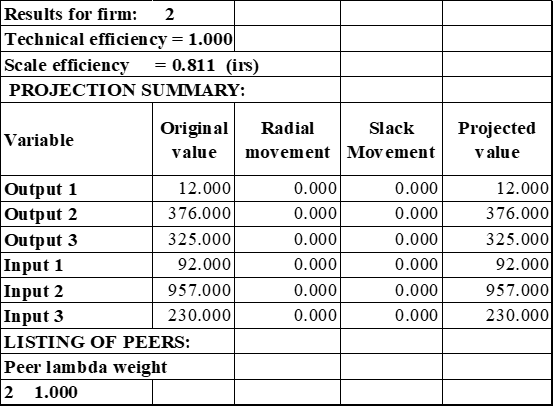 Results for firm: 2
Technical efficiency = 1.000
Scale efficiency = 0.811 (irs)
PROJECTION SUMMARY:
Variable Original value Radial movement Slack Movement Projected value
Output 1 12.000 0.000 0.000 12.000
Output 2 376.000 0.000 0.000 376.000
Output 3 325.000 0.000 0.000 325.000
Input 1 92.000 0.000 0.000 92.000
Input 2 957.000 0.000 0.000 957.000
Input 3 230.000 0.000 0.000 230.000
LISTING OF PEERS:
Peer lambda weight
2 1.000